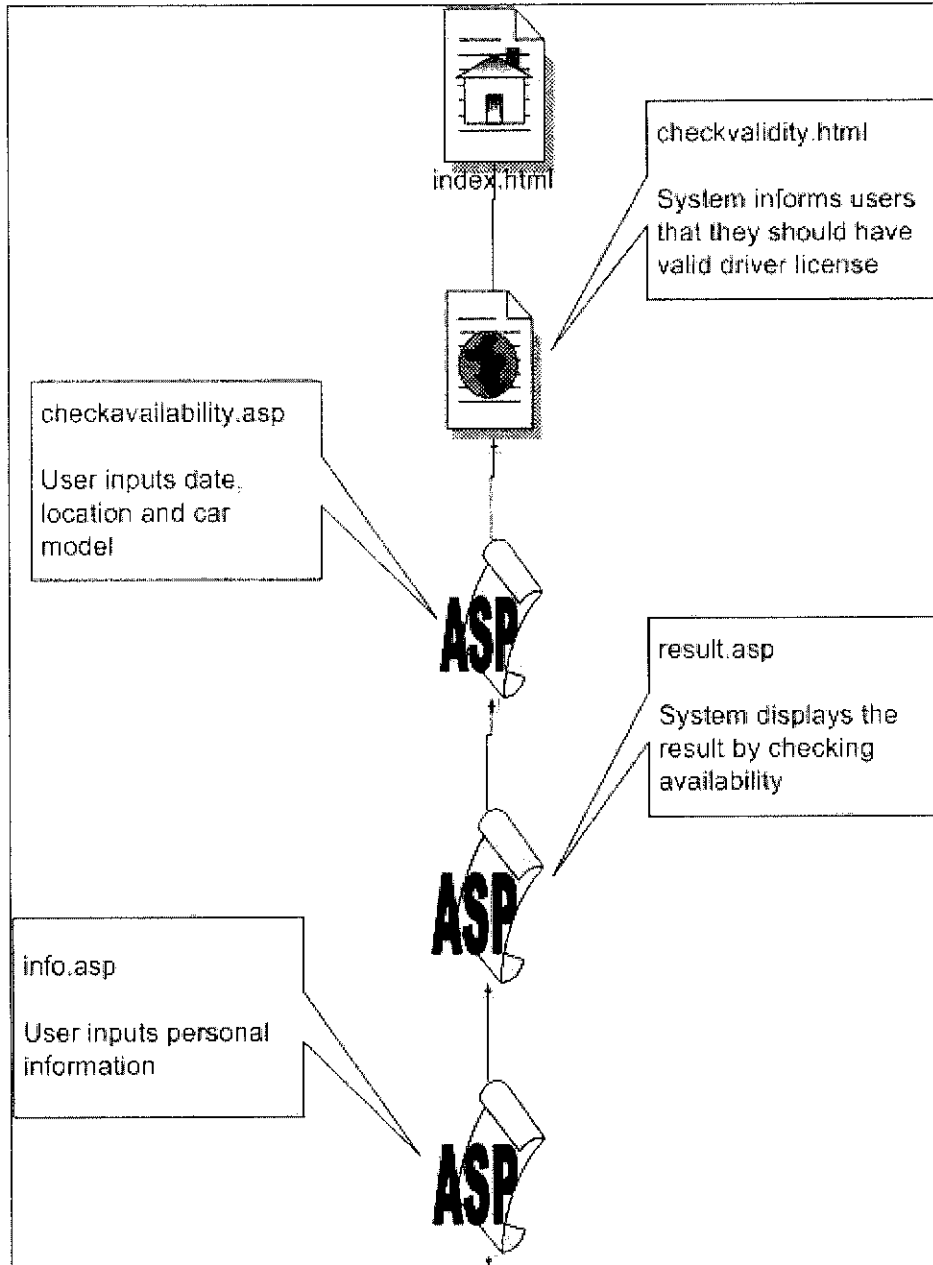 index.html
checkvalidity.html
System informs users
that they should have
valid driver license
checkavailability.asp
User inputs date,
location and car
model
ASP
result.asp
System displays the
result by checking
availability
ASP
info.asp
User inputs personal
information
ASP